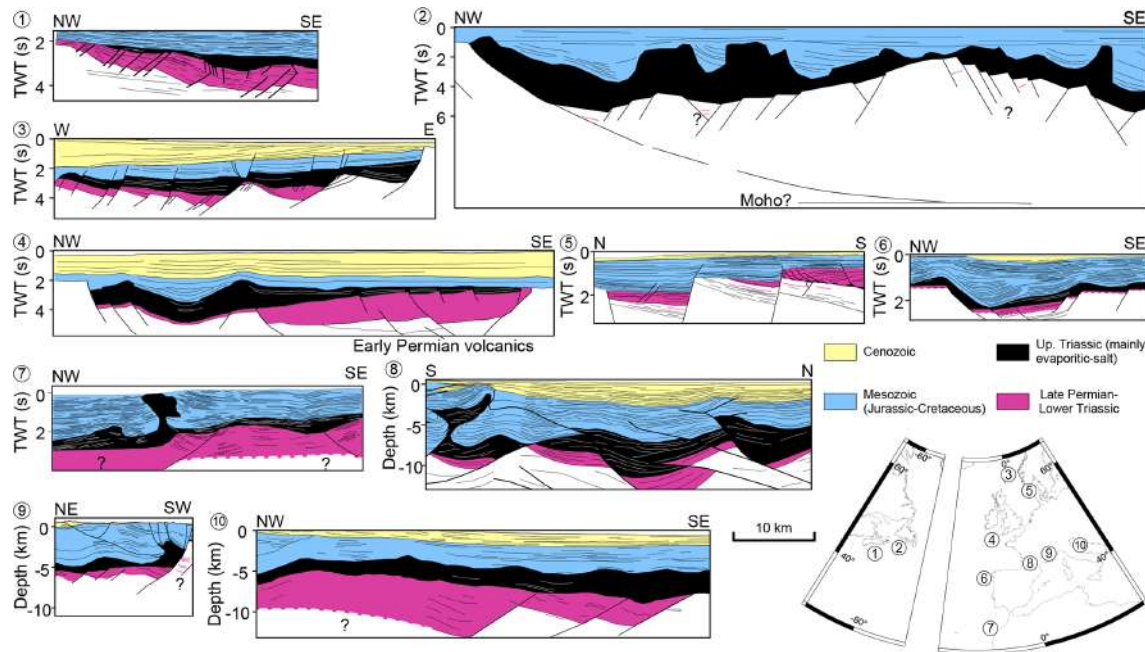 ① NW SE
TWT (s)
2
4
② NW SE
TWT (s)
0
2
4
6
?
?
Moho?
③ W E
TWT (s)
0
2
4
④ NW SE
TWT (s)
0
2
4
Early Permian volcanics
⑤ N S
TWT (s)
0
2
⑥ NW SE
TWT (s)
0
2
Cenozoic
Mesozoic
(Jurassic-Cretaceous)
Up. Triassic (mainly
evaporitic-salt)
Late Permian-
Lower Triassic
⑦ NW SE
TWT (s)
0
2
?
?
⑧ S N
Depth (km)
0
-5
-10
⑨ NE SW
Depth (km)
0
-5
-10
?
⑩ NW SE
Depth (km)
0
-5
-10
?
10 km
-60°
60°
40°
-60°
0°
60°
40°
0°
① ② ③ ④ ⑤ ⑥ ⑦ ⑧ ⑨ ⑩